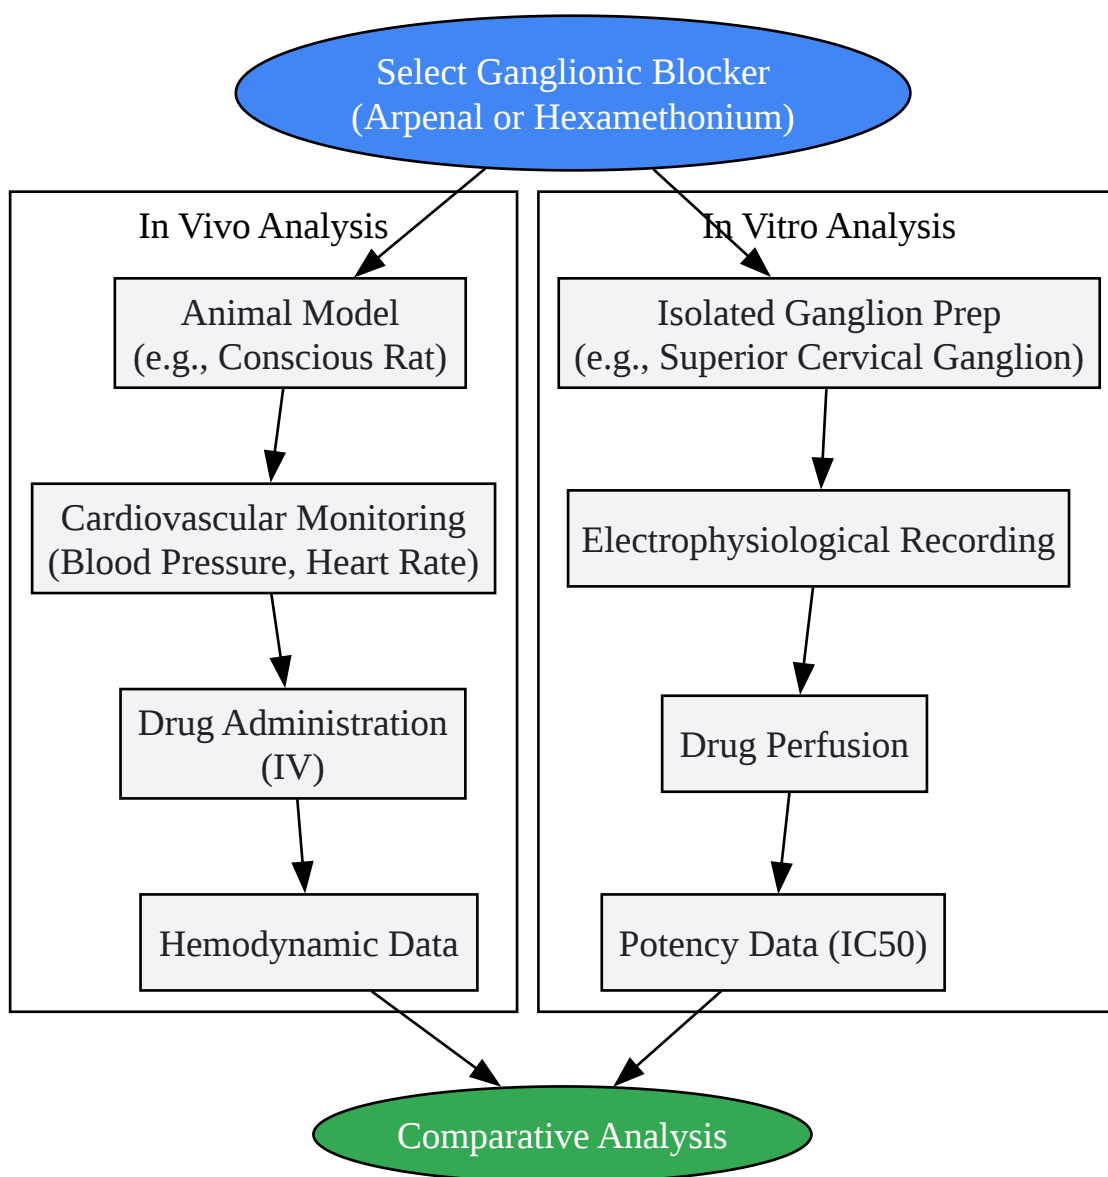 Select Ganglionic Blocker
(Arpenal or Hexamethonium)
In Vivo Analysis
Animal Model
(e.g., Conscious Rat)
Cardiovascular Monitoring
(Blood Pressure, Heart Rate)
Drug Administration
(IV)
Hemodynamic Data
In Vitro Analysis
Isolated Ganglion Prep
(e.g., Superior Cervical Ganglion)
Electrophysiological Recording
Drug Perfusion
Potency Data (IC50)
Comparative Analysis